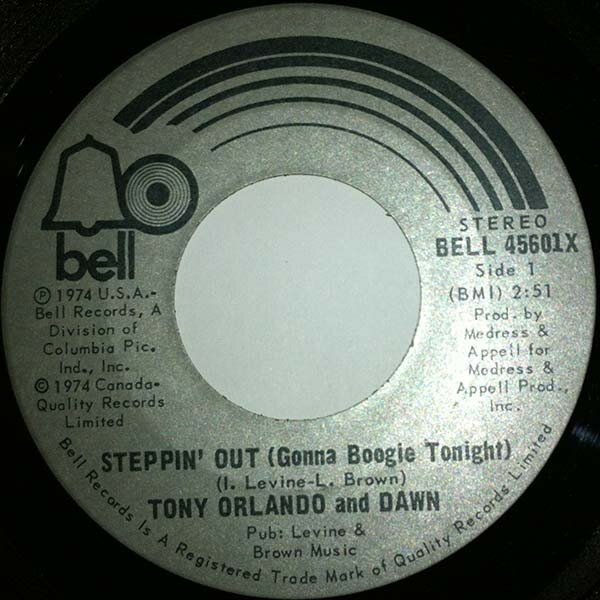 bell
℗ 1974 U.S.A.-
Bell Records, A
Division of
Columbia Pic.
Ind., Inc.
© 1974 Canada-
Quality Records
Limited
STEREO
BELL 45601X
Side 1
(BMI) 2:51
Prod. by
Medress &
Appell for
Medress &
Appell Prod.,
Inc.
STEPPIN' OUT (Gonna Boogie Tonight)
(I. Levine-L. Brown)
TONY ORLANDO and DAWN
Pub: Levine &
Brown Music
Bell Records Is A Registered Trade Mark of Quality Records Limited